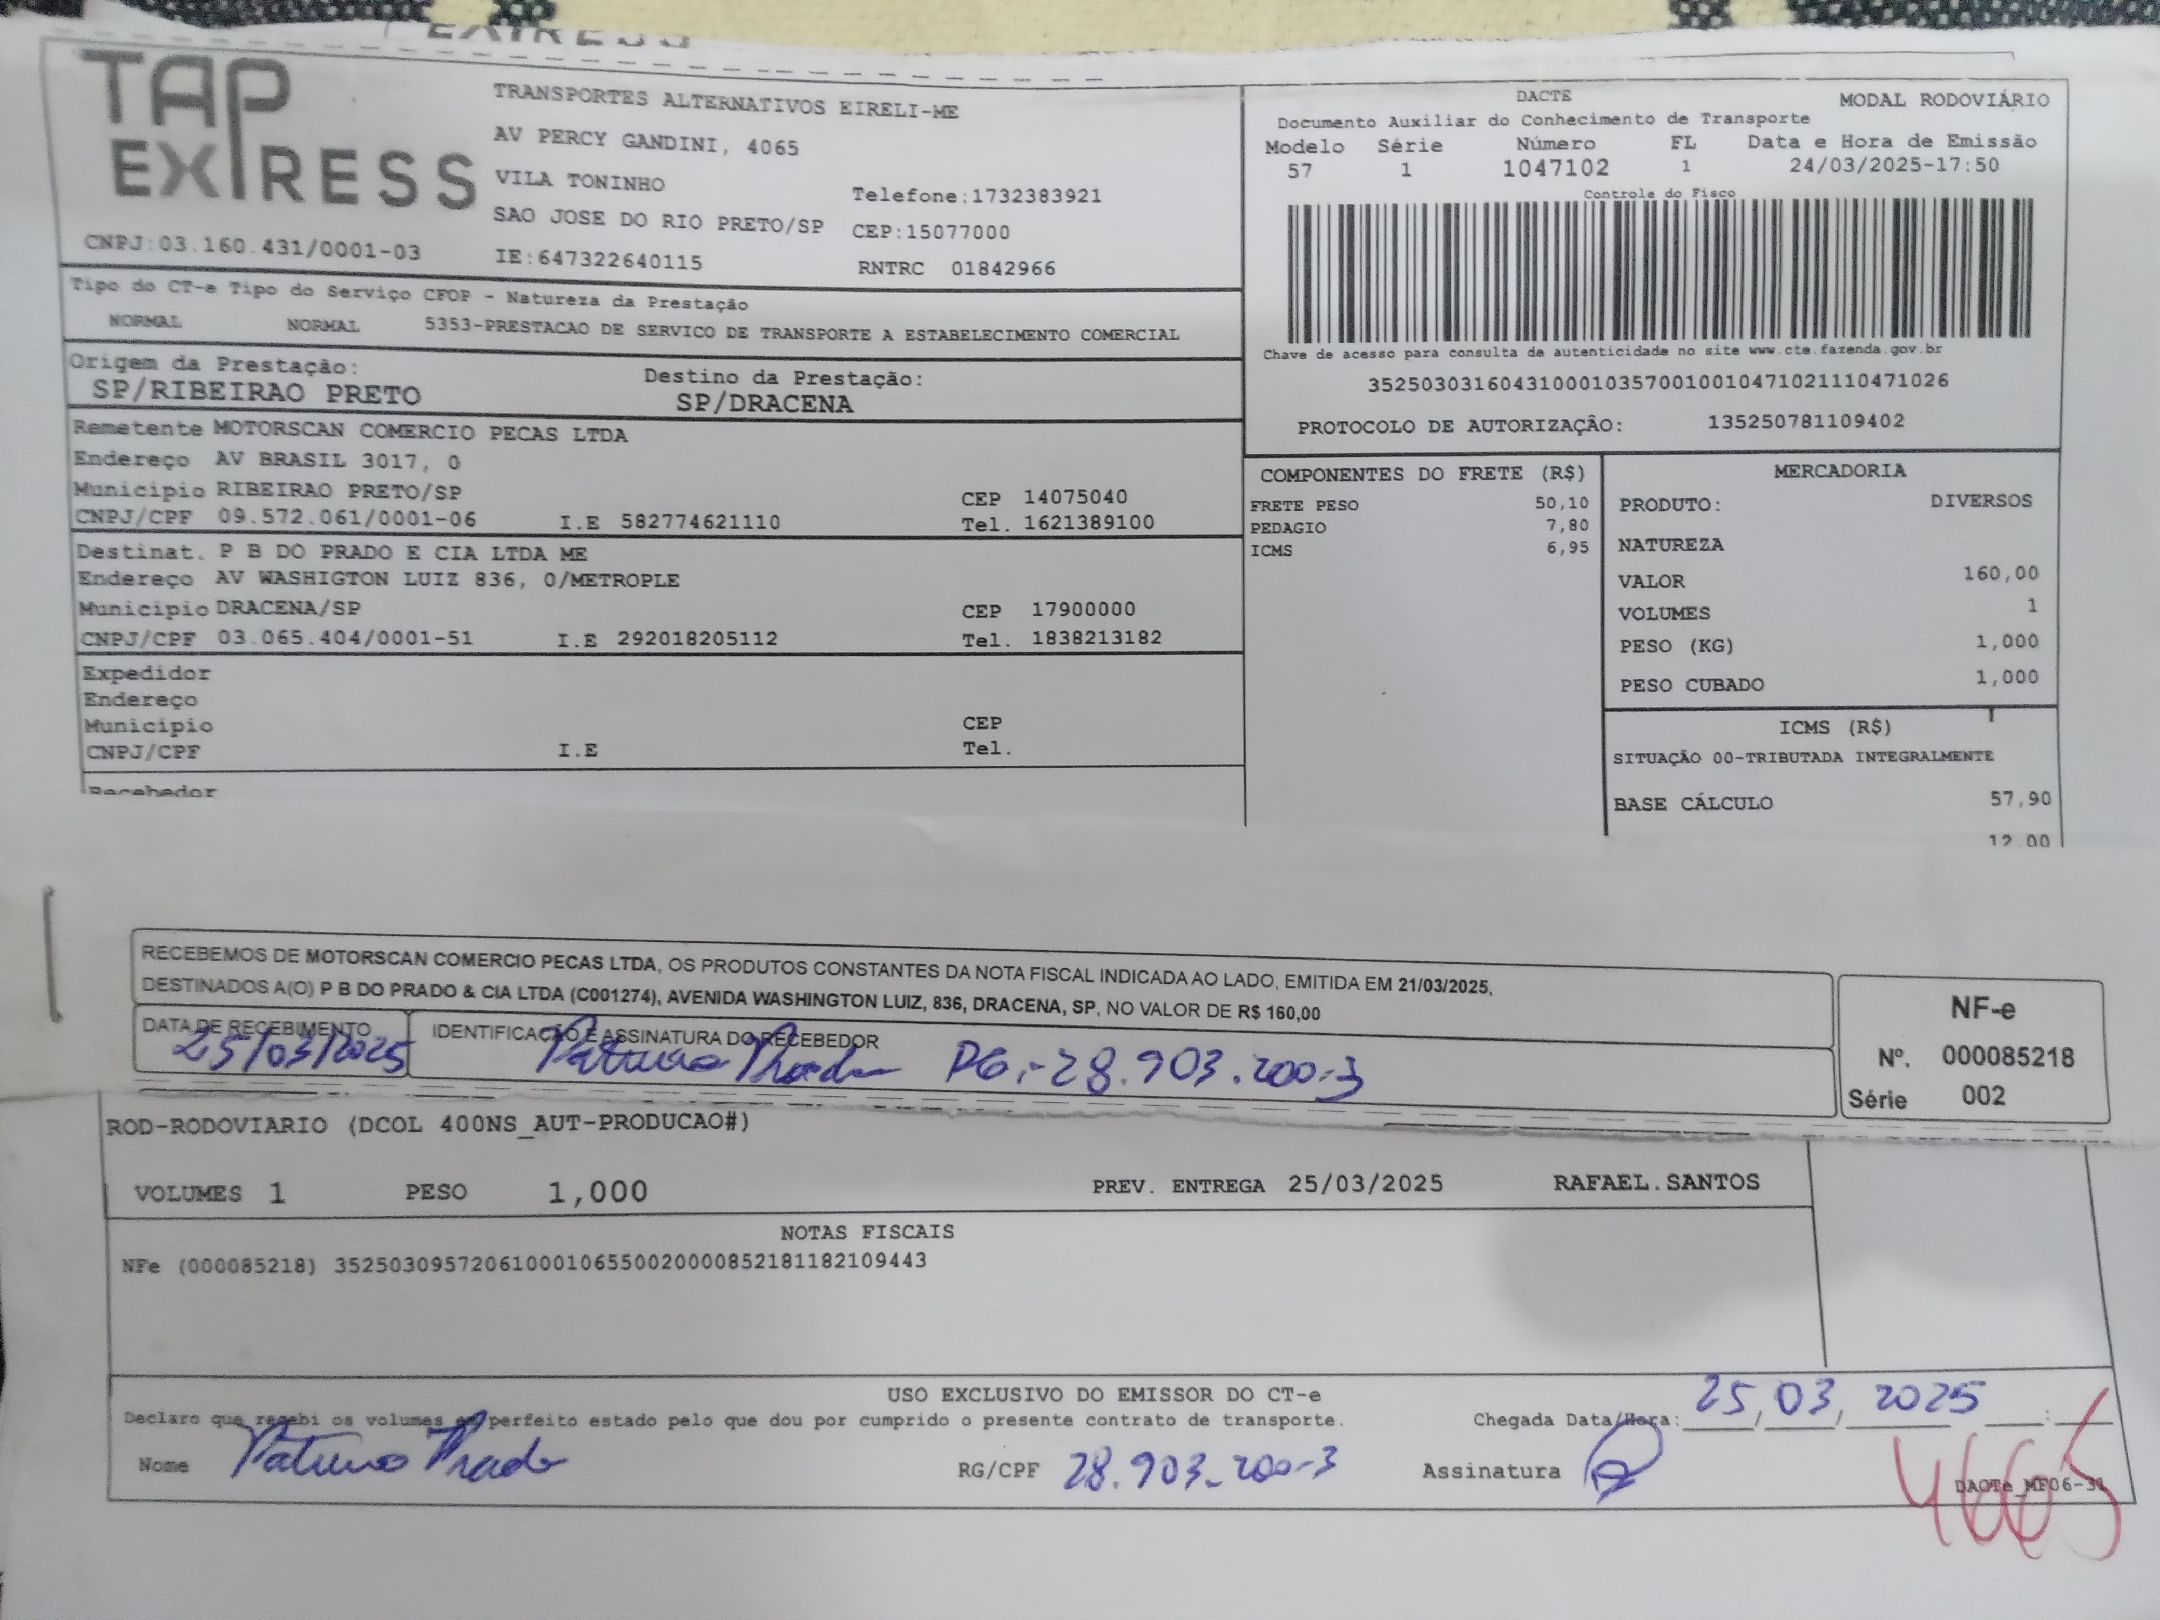 EXPRESS
TAP EXPRESS
TRANSPORTES ALTERNATIVOS EIRELI-ME
AV PERCY GANDINI, 4065
VILA TONINHO
Telefone:1732383921
SAO JOSE DO RIO PRETO/SP CEP:15077000
CNPJ:03.160.431/0001-03 IE:647322640115 RNTRC 01842966
DACTE MODAL RODOVIÁRIO
Documento Auxiliar do Conhecimento de Transporte
Modelo Série Número FL Data e Hora de Emissão
57 1 1047102 1 24/03/2025-17:50
Controle do Fisco
Chave de acesso para consulta de autenticidade no site www.cte.fazenda.gov.br
35250303160431000103570010010471021110471026
PROTOCOLO DE AUTORIZAÇÃO: 135250781109402
Tipo do CT-e Tipo do Serviço CFOP - Natureza da Prestação
NORMAL NORMAL 5353-PRESTACAO DE SERVICO DE TRANSPORTE A ESTABELECIMENTO COMERCIAL
Origem da Prestação: Destino da Prestação:
SP/RIBEIRAO PRETO SP/DRACENA
Remetente MOTORSCAN COMERCIO PECAS LTDA
Endereço AV BRASIL 3017, 0
Município RIBEIRAO PRETO/SP CEP 14075040
CNPJ/CPF 09.572.061/0001-06 I.E 582774621110 Tel. 1621389100
Destinat. P B DO PRADO E CIA LTDA ME
Endereço AV WASHIGTON LUIZ 836, 0/METROPLE
Município DRACENA/SP CEP 17900000
CNPJ/CPF 03.065.404/0001-51 I.E 292018205112 Tel. 1838213182
Expedidor
Endereço
Município CEP
CNPJ/CPF I.E Tel.
Recebedor
COMPONENTES DO FRETE (R$)
FRETE PESO 50,10
PEDAGIO 7,80
ICMS 6,95
MERCADORIA
PRODUTO: DIVERSOS
NATUREZA
VALOR 160,00
VOLUMES 1
PESO (KG) 1,000
PESO CUBADO 1,000
ICMS (R$)
SITUAÇÃO 00-TRIBUTADA INTEGRALMENTE
BASE CÁLCULO 57,90
12,00
RECEBEMOS DE MOTORSCAN COMERCIO PECAS LTDA, OS PRODUTOS CONSTANTES DA NOTA FISCAL INDICADA AO LADO, EMITIDA EM 21/03/2025,
DESTINADOS A(O) P B DO PRADO & CIA LTDA (C001274), AVENIDA WASHINGTON LUIZ, 836, DRACENA, SP, NO VALOR DE R$ 160,00
DATA DE RECEBIMENTO IDENTIFICAÇÃO E ASSINATURA DO RECEBEDOR
25/03/2025 Prado 28.903.200-3
NF-e
Nº. 000085218
Série 002
ROD-RODOVIARIO (DCOL 400NS_AUT-PRODUCAO#)
VOLUMES 1 PESO 1,000 PREV. ENTREGA 25/03/2025 RAFAEL.SANTOS
NOTAS FISCAIS
NFe (000085218) 35250309572061000106550020000852181182109443
USO EXCLUSIVO DO EMISSOR DO CT-e
Declaro que recebi os volumes em perfeito estado pelo que dou por cumprido o presente contrato de transporte. Chegada Data/Hora: 25/03/2025 :
Nome Prado RG/CPF 28.903.200-3 Assinatura
DACTe_MF06-31
4665